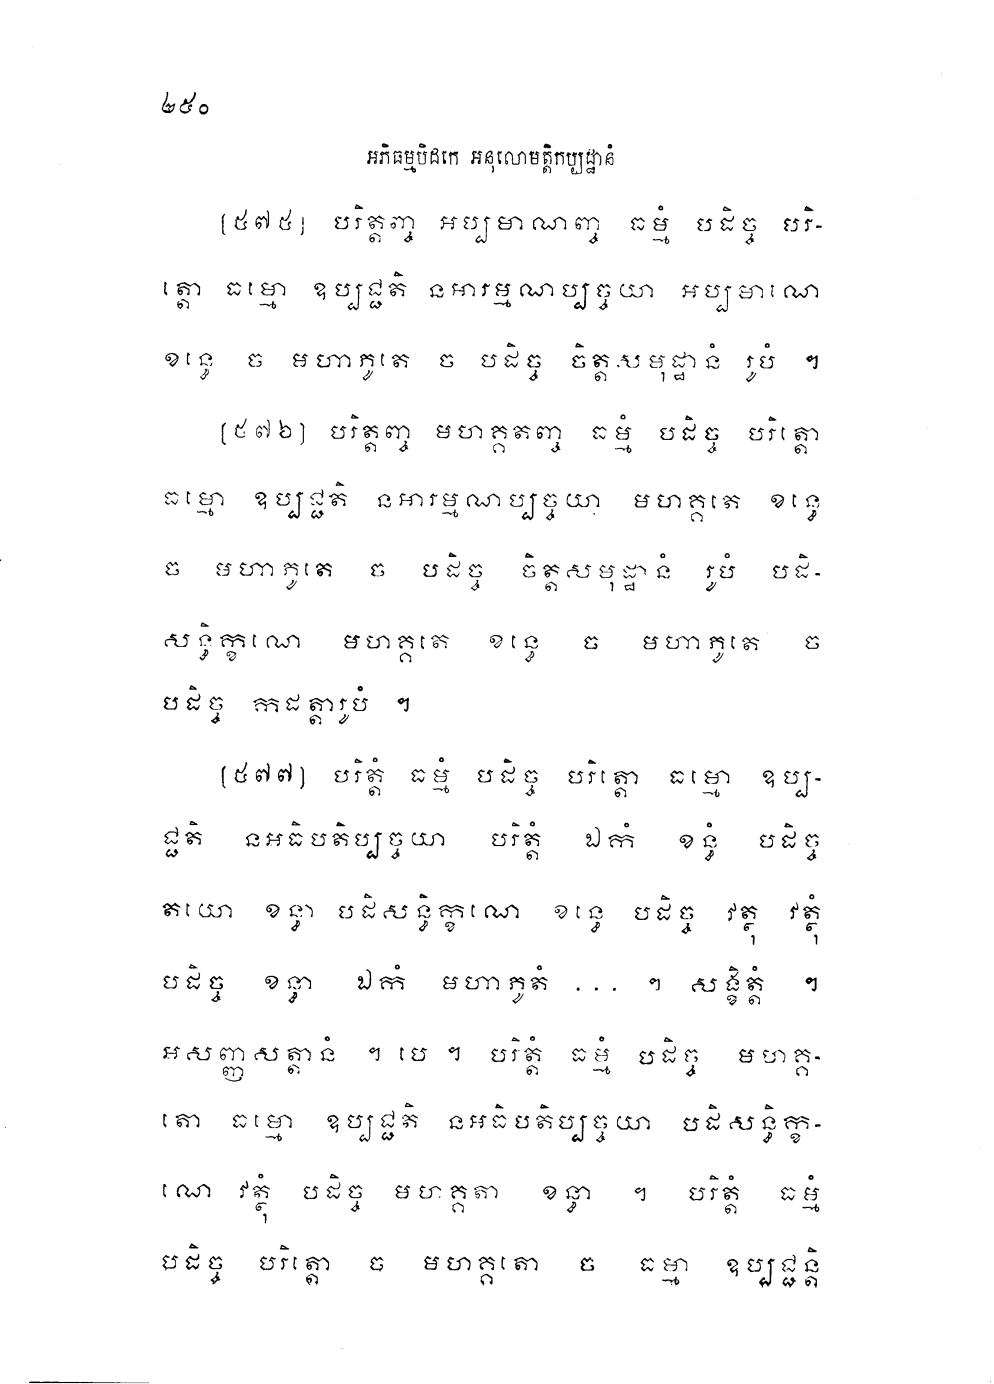 ២៥០
អភិធម្មបិដកេ អនុលោមត្តិកប្បដ្ឋានំ
[៥៧៥] បរិត្តញ្ច អប្បមាណញ្ច ធម្មំ បដិច្ច បរិ-
ត្តោ ធម្មោ ឧប្បជ្ជតិ នអារម្មណប្បច្ចយា អប្បមាណេ
ខន្ធេ ច មហាភូតេ ច បដិច្ច ចិត្តសមុដ្ឋានំ រូបំ ។
[៥៧៦] បរិត្តញ្ច មហគ្គតញ្ច ធម្មំ បដិច្ច បរិត្តោ
ធម្មោ ឧប្បជ្ជតិ នអារម្មណប្បច្ចយា មហគ្គតេ ខន្ធេ
ច មហាភូតេ ច បដិច្ច ចិត្តសមុដ្ឋានំ រូបំ បដិ-
សន្ធិក្ខណេ មហគ្គតេ ខន្ធេ ច មហាភូតេ ច
បដិច្ច កដត្តារូបំ ។
[៥៧៧] បរិត្តំ ធម្មំ បដិច្ច បរិត្តោ ធម្មោ ឧប្ប-
ជ្ជតិ នអធិបតិប្បច្ចយា បរិត្តំ ឯកំ ខន្ធំ បដិច្ច
តយោ ខន្ធា បដិសន្ធិក្ខណេ ខន្ធេ បដិច្ច វត្ថុ វត្ថុំ
បដិច្ច ខន្ធា ឯកំ មហាភូតំ ... ។ សង្ខិត្តំ ។
អសញ្ញសត្តានំ ។ បេ ។ បរិត្តំ ធម្មំ បដិច្ច មហគ្គ-
តោ ធម្មោ ឧប្បជ្ជតិ នអធិបតិប្បច្ចយា បដិសន្ធិក្ខ-
ណេ វត្ថុំ បដិច្ច មហគ្គតា ខន្ធា ។ បរិត្តំ ធម្មំ
បដិច្ច បរិត្តោ ច មហគ្គតោ ច ធម្មា ឧប្បជ្ជន្តិ